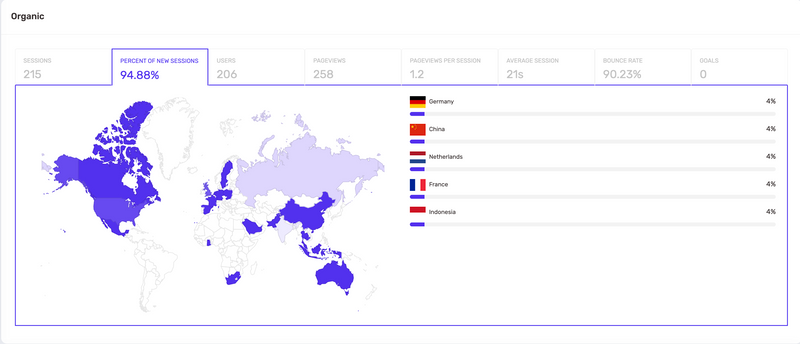 Organic
SESSIONS
215
PERCENT OF NEW SESSIONS
94.88%
USERS
206
PAGEVIEWS
258
PAGEVIEWS PER SESSION
1.2
AVERAGE SESSION
21s
BOUNCE RATE
90.23%
GOALS
0
Germany 4%
China 4%
Netherlands 4%
France 4%
Indonesia 4%